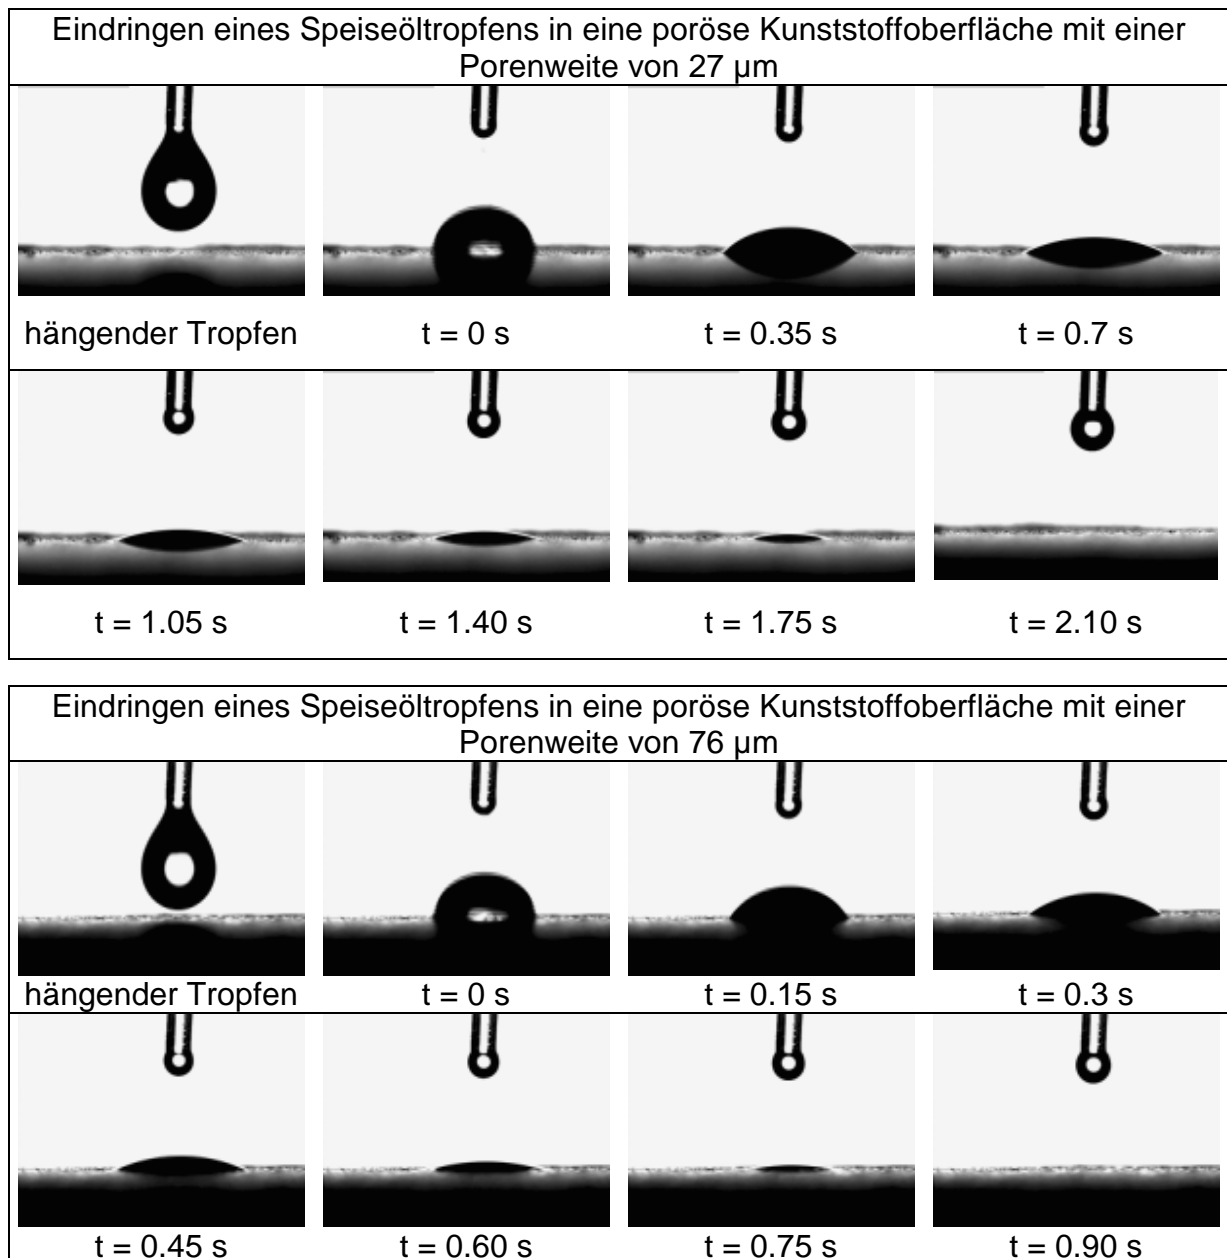 Eindringen eines Speiseöltropfens in eine poröse Kunststoffoberfläche mit einer
Porenweite von 27 µm
hängender Tropfen
t = 0 s
t = 0.35 s
t = 0.7 s
t = 1.05 s
t = 1.40 s
t = 1.75 s
t = 2.10 s
Eindringen eines Speiseöltropfens in eine poröse Kunststoffoberfläche mit einer
Porenweite von 76 µm
hängender Tropfen
t = 0 s
t = 0.15 s
t = 0.3 s
t = 0.45 s
t = 0.60 s
t = 0.75 s
t = 0.90 s